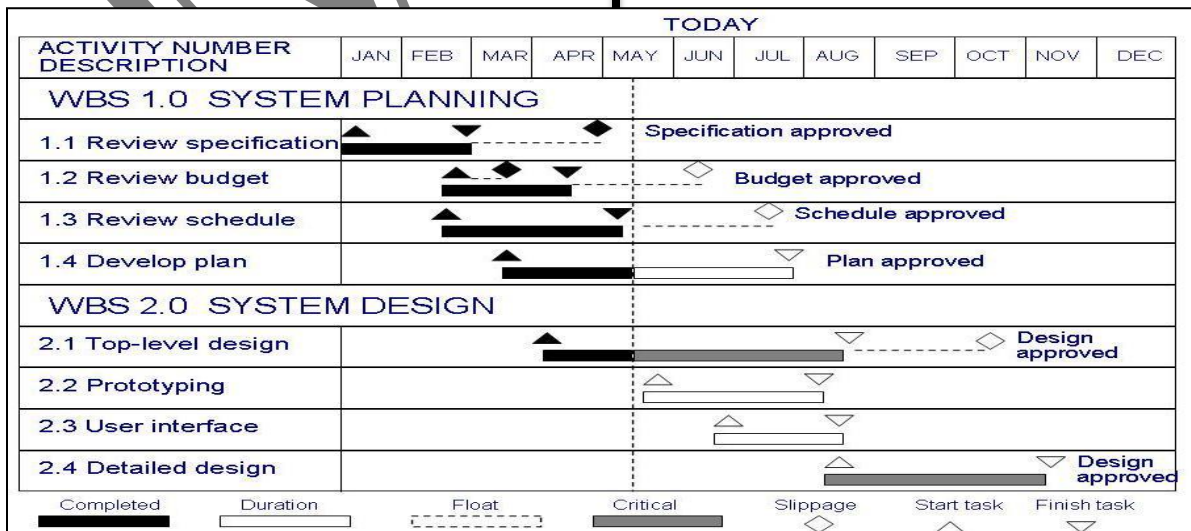 TODAY
ACTIVITY NUMBER
DESCRIPTION
JAN FEB MAR APR MAY JUN JUL AUG SEP OCT NOV DEC
WBS 1.0 SYSTEM PLANNING
1.1 Review specification
Specification approved
1.2 Review budget
Budget approved
1.3 Review schedule
Schedule approved
1.4 Develop plan
Plan approved
WBS 2.0 SYSTEM DESIGN
2.1 Top-level design
Design
approved
2.2 Prototyping
2.3 User interface
2.4 Detailed design
Design
approved
Completed Duration Float Critical Slippage Start task Finish task